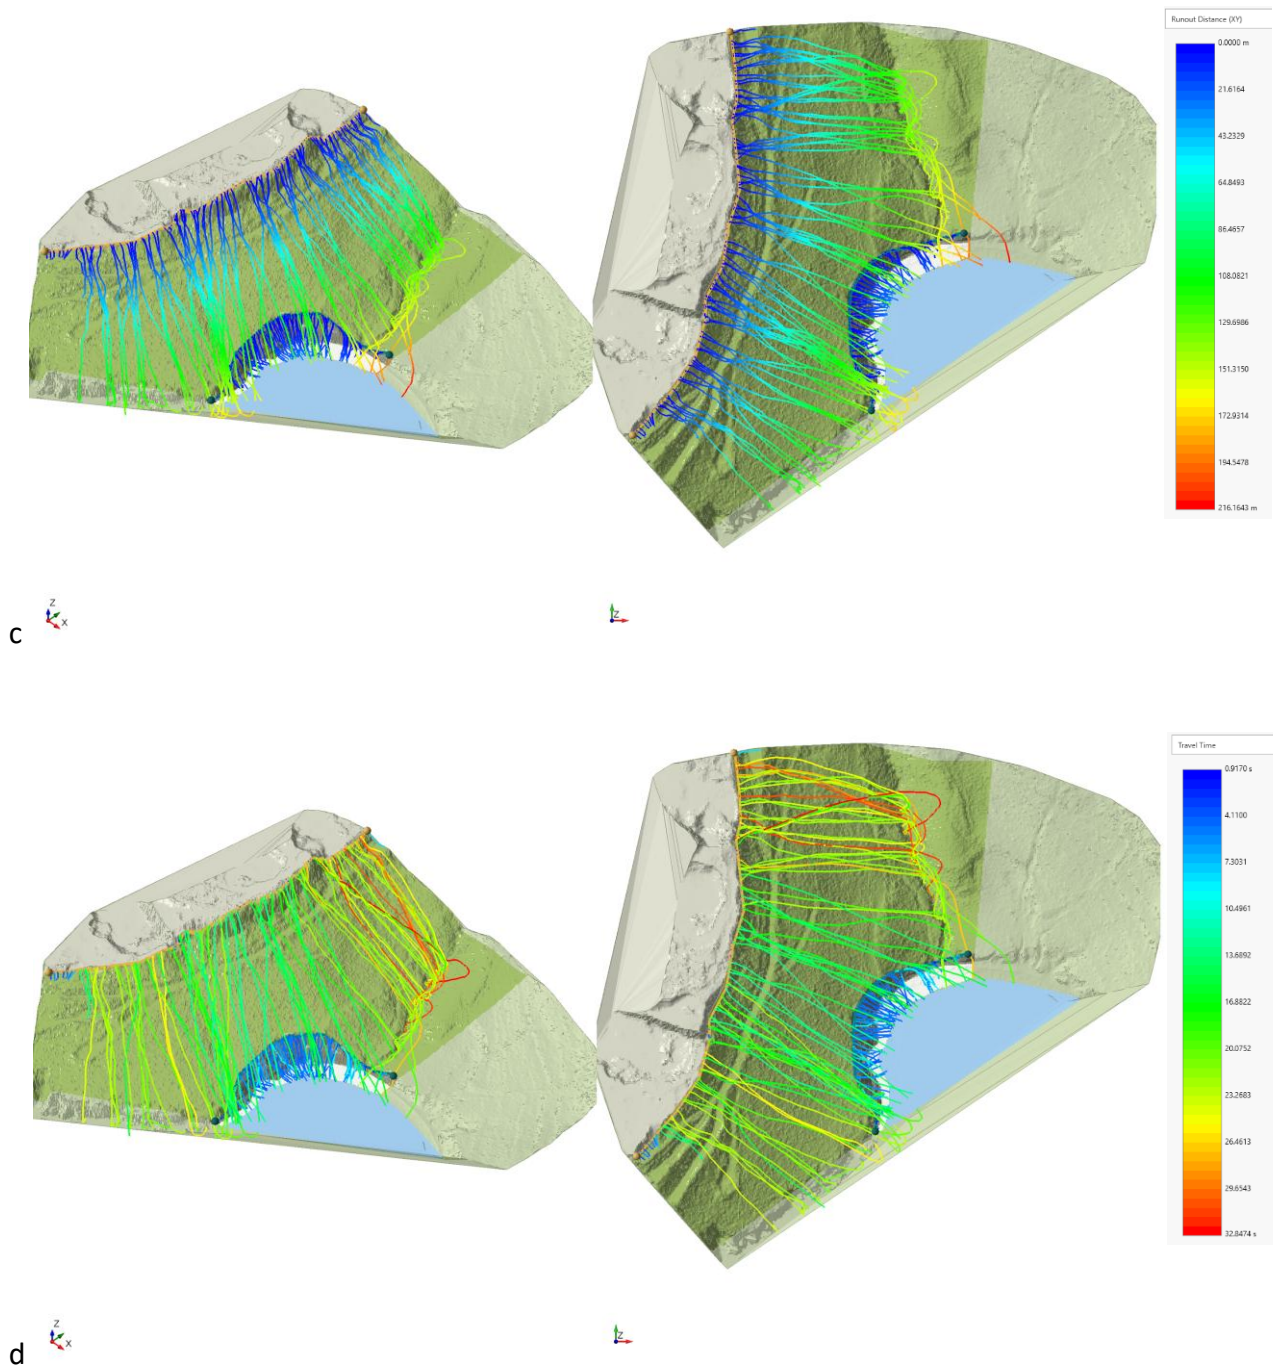 Runout Distance (XY)
0.0000 m
21.6164
43.2329
64.8493
86.4657
108.0821
129.6986
151.3150
172.9314
194.5478
216.1643 m
Z
X
Z
c
Travel Time
0.9170 s
4.1100
7.3031
10.4961
13.6892
16.8822
20.0752
23.2683
26.4613
29.6543
32.8474 s
Z
X
Z
d